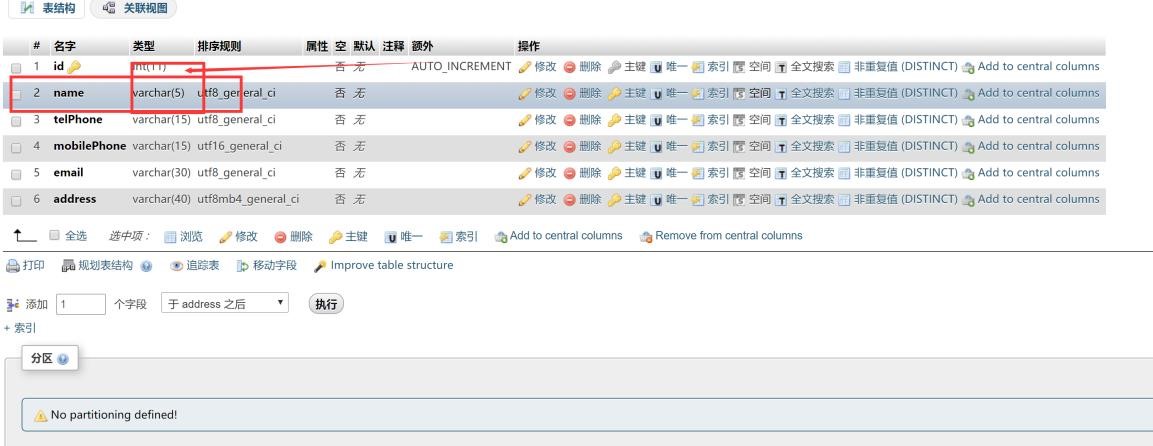 表结构 关联视图
# 名字 类型 排序规则 属性 空 默认 注释 额外 操作
1 id int(11) 否 无 AUTO_INCREMENT 修改 删除 主键 唯一 索引 空间 全文搜索 非重复值 (DISTINCT) Add to central columns
2 name varchar(5) utf8_general_ci 否 无 修改 删除 主键 唯一 索引 空间 全文搜索 非重复值 (DISTINCT) Add to central columns
3 telPhone varchar(15) utf8_general_ci 否 无 修改 删除 主键 唯一 索引 空间 全文搜索 非重复值 (DISTINCT) Add to central columns
4 mobilePhone varchar(15) utf16_general_ci 否 无 修改 删除 主键 唯一 索引 空间 全文搜索 非重复值 (DISTINCT) Add to central columns
5 email varchar(30) utf8_general_ci 否 无 修改 删除 主键 唯一 索引 空间 全文搜索 非重复值 (DISTINCT) Add to central columns
6 address varchar(40) utf8mb4_general_ci 否 无 修改 删除 主键 唯一 索引 空间 全文搜索 非重复值 (DISTINCT) Add to central columns
全选 选中项： 浏览 修改 删除 主键 唯一 索引 Add to central columns Remove from central columns
打印 规划表结构 追踪表 移动字段 Improve table structure
添加 1 个字段 于 address 之后 执行
+ 索引
分区
No partitioning defined!